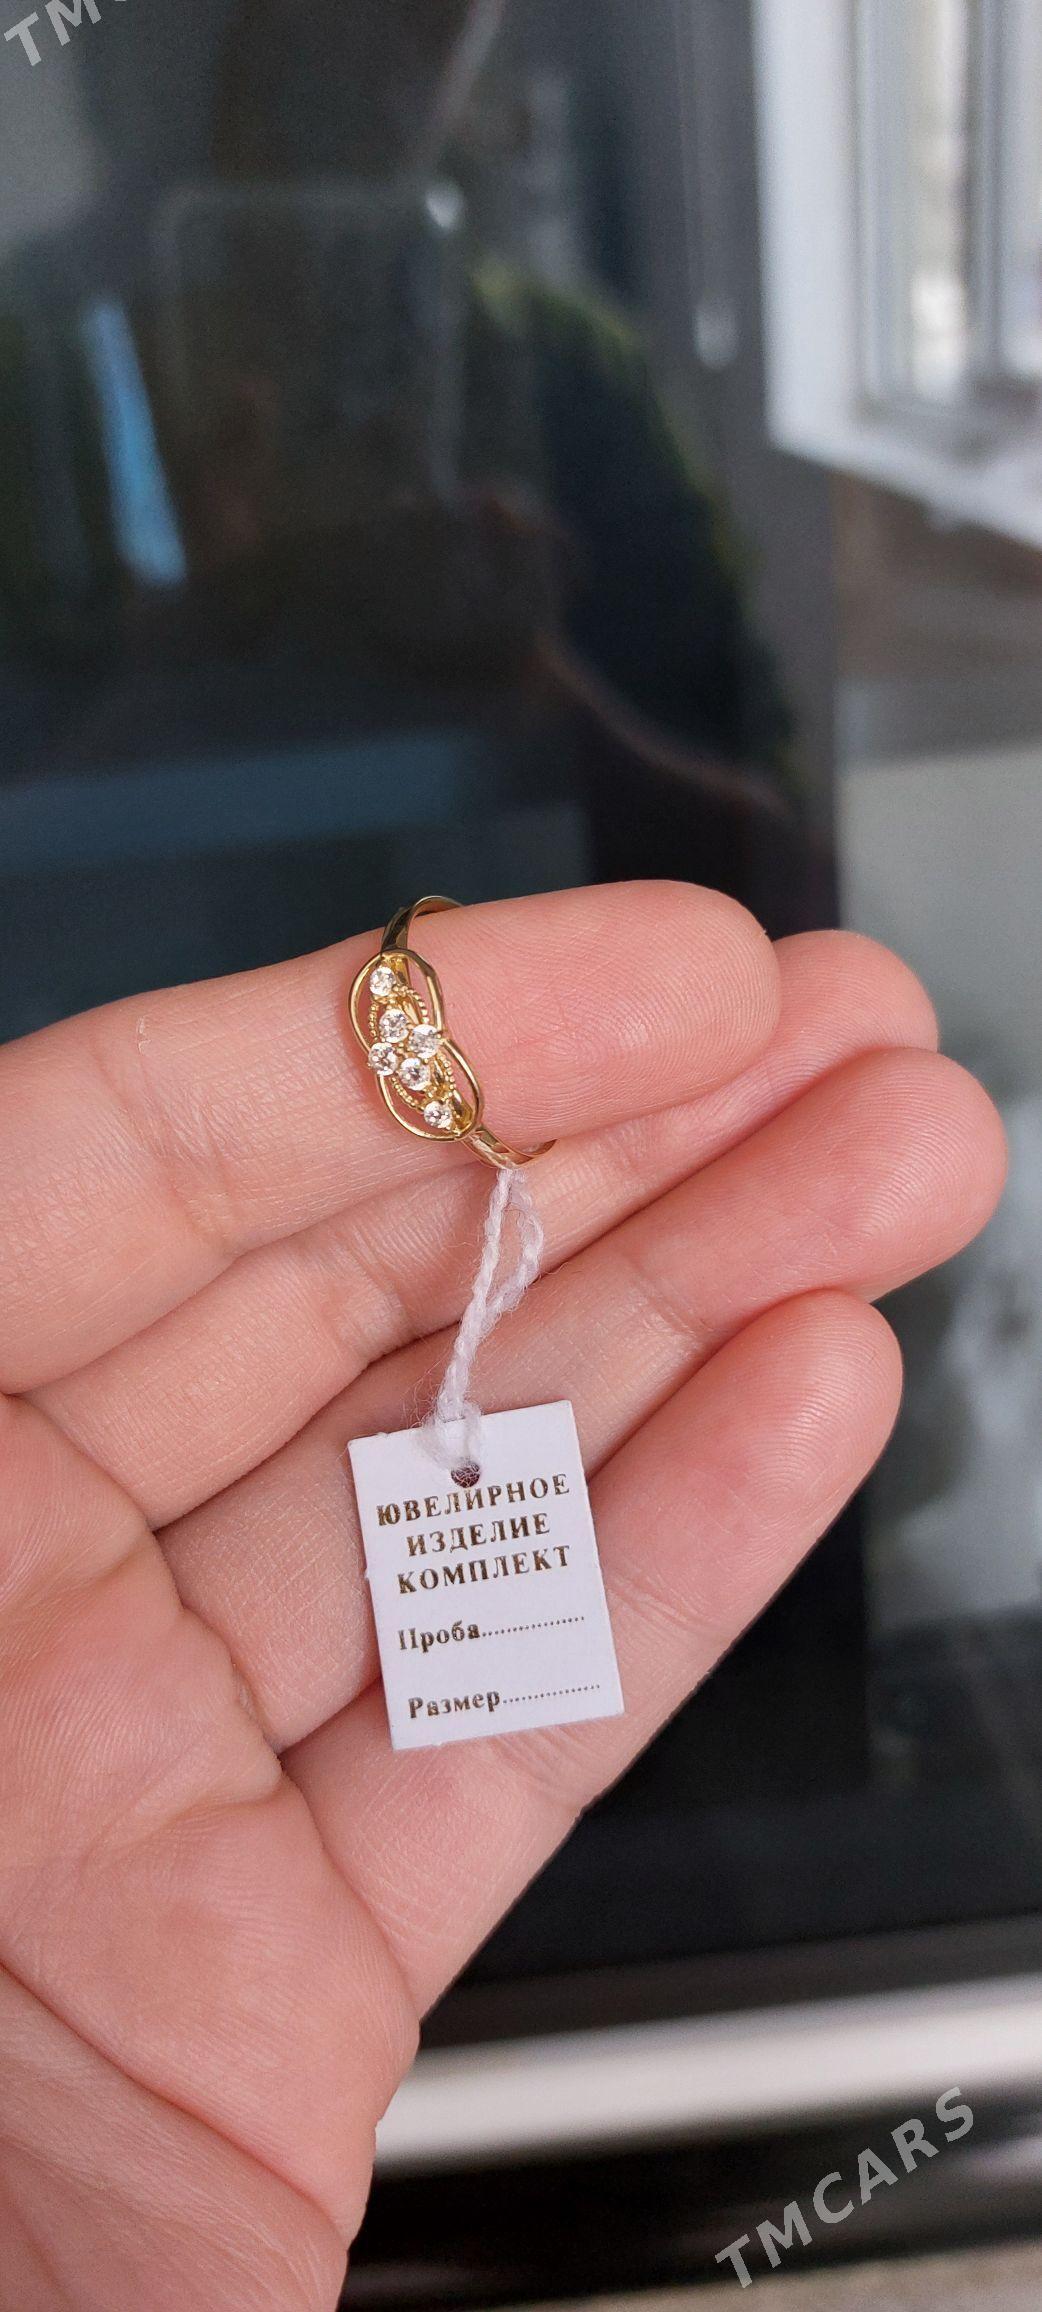 ЮВЕЛИРНОЕ
ИЗДЕЛИЕ
КОМПЛЕКТ
Проба................
Размер................
TMCARS